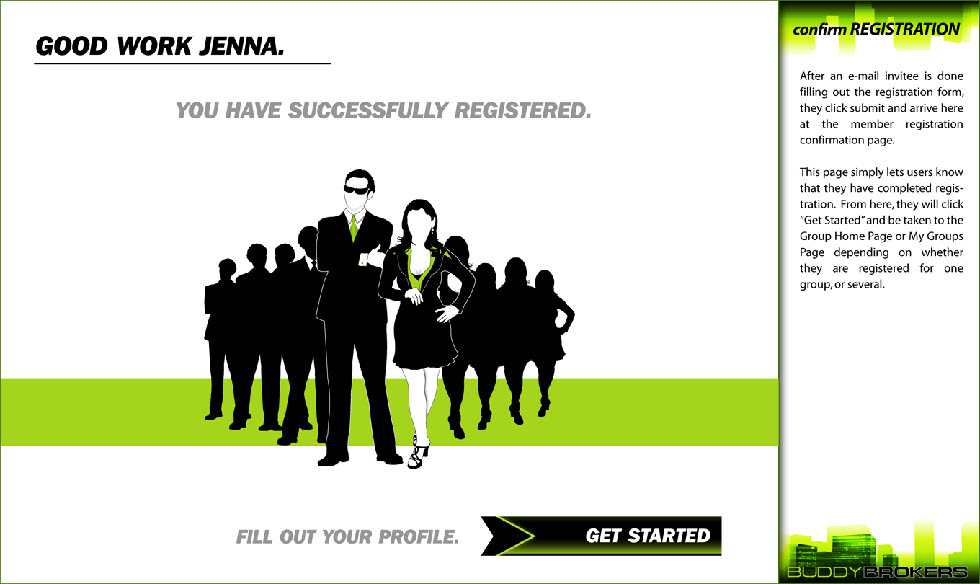 GOOD WORK JENNA.
YOU HAVE SUCCESSFULLY REGISTERED.
FILL OUT YOUR PROFILE.
GET STARTED
confirm REGISTRATION
After an e-mail invitee is done
filling out the registration form,
they click submit and arrive here
at the member registration
confirmation page.
This page simply lets users know
that they have completed regis-
tration. From here, they will click
“Get Started” and be taken to the
Group Home Page or My Groups
Page depending on whether
they are registered for one
group, or several.
BUDDYBROKERS